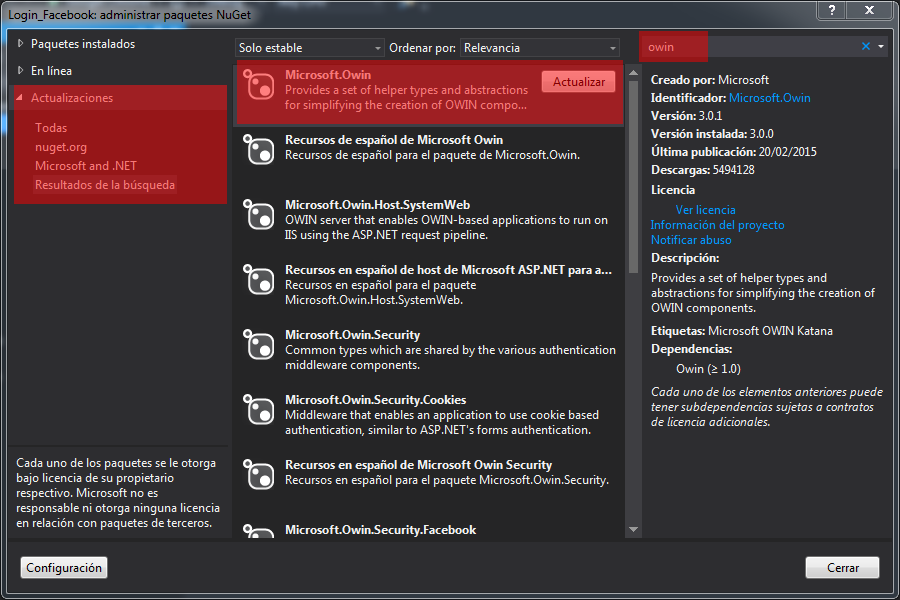 Login_Facebook: administrar paquetes NuGet
Paquetes instalados
En línea
Actualizaciones
Todas
nuget.org
Microsoft and .NET
Resultados de la búsqueda
Cada uno de los paquetes se le otorga
bajo licencia de su propietario
respectivo. Microsoft no es
responsable ni otorga ninguna licencia
en relación con paquetes de terceros.
Solo estable
Ordenar por: Relevancia
Microsoft.Owin
Provides a set of helper types and abstractions
for simplifying the creation of OWIN compo...
Actualizar
Recursos de español de Microsoft Owin
Recursos de español para el paquete de Microsoft.Owin.
Microsoft.Owin.Host.SystemWeb
OWIN server that enables OWIN-based applications to run on
IIS using the ASP.NET request pipeline.
Recursos en español de host de Microsoft ASP.NET para a...
Recursos en español para el paquete
Microsoft.Owin.Host.SystemWeb.
Microsoft.Owin.Security
Common types which are shared by the various authentication
middleware components.
Microsoft.Owin.Security.Cookies
Middleware that enables an application to use cookie based
authentication, similar to ASP.NET's forms authentication.
Recursos en español de Microsoft Owin Security
Recursos en español para el paquete Microsoft.Owin.Security.
Microsoft.Owin.Security.Facebook
owin
Creado por: Microsoft
Identificador: Microsoft.Owin
Versión: 3.0.1
Versión instalada: 3.0.0
Última publicación: 20/02/2015
Descargas: 5494128
Licencia
Ver licencia
Información del proyecto
Notificar abuso
Descripción:
Provides a set of helper types and
abstractions for simplifying the creation of
OWIN components.
Etiquetas: Microsoft OWIN Katana
Dependencias:
Owin (≥ 1.0)
Cada uno de los elementos anteriores puede
tener subdependencias sujetas a contratos
de licencia adicionales.
Configuración
Cerrar